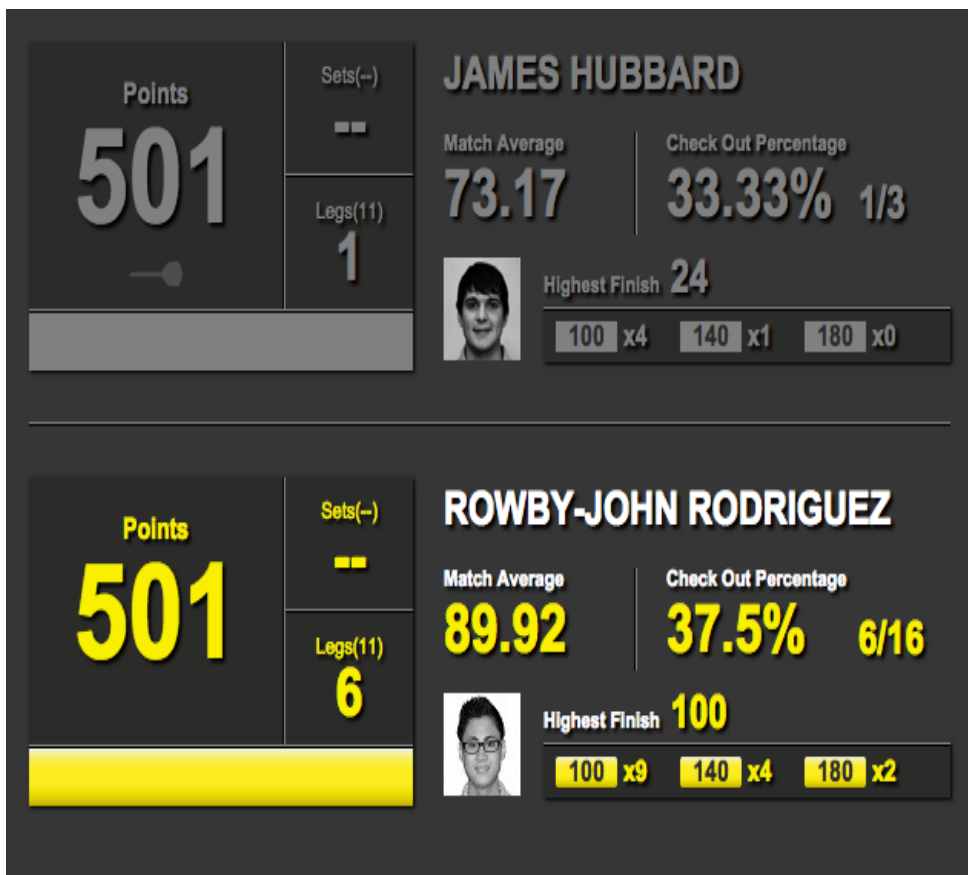 JAMES HUBBARD
Points
501
Sets(--)
--
Legs(11)
1
Match Average
73.17
Check Out Percentage
33.33% 1/3
Highest Finish 24
100 x4 140 x1 180 x0
ROWBY-JOHN RODRIGUEZ
Points
501
Sets(--)
--
Legs(11)
6
Match Average
89.92
Check Out Percentage
37.5% 6/16
Highest Finish 100
100 x9 140 x4 180 x2